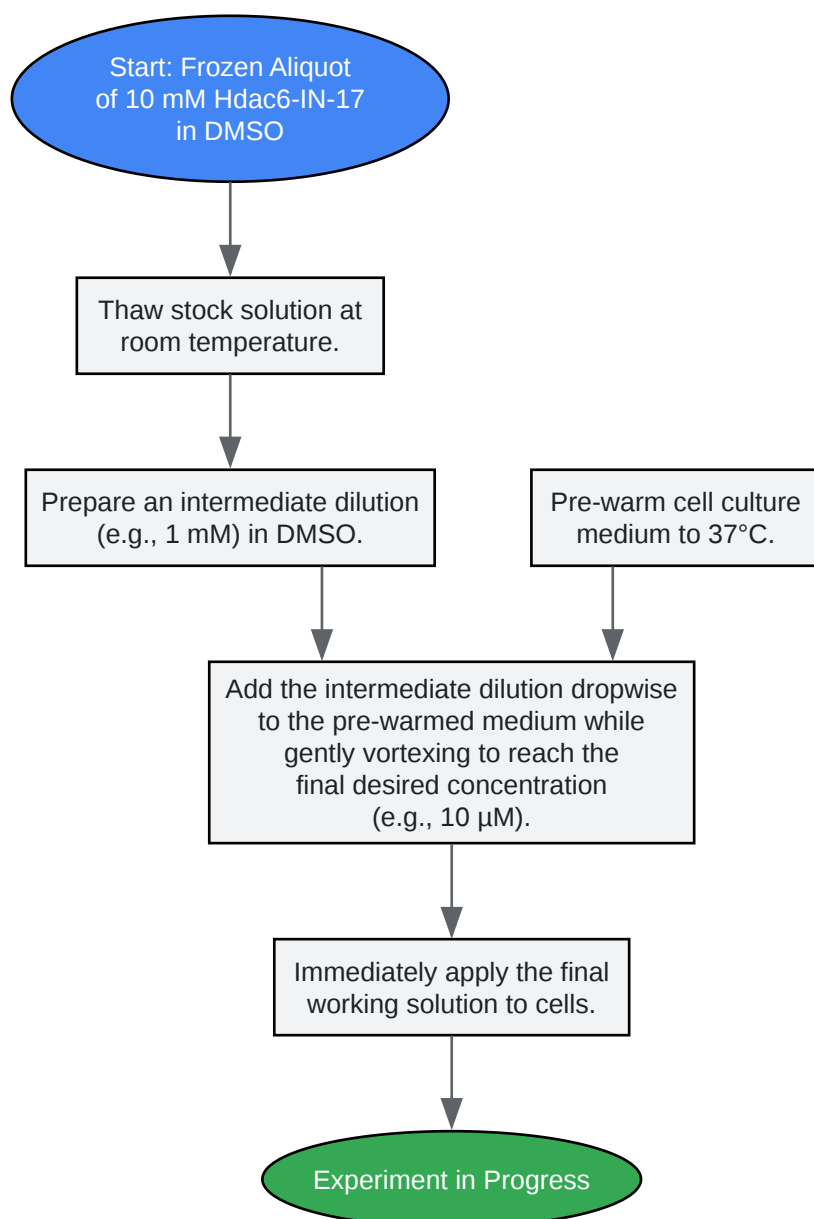 Start: Frozen Aliquot
of 10 mM Hdac6-IN-17
in DMSO
Thaw stock solution at
room temperature.
Prepare an intermediate dilution
(e.g., 1 mM) in DMSO.
Pre-warm cell culture
medium to 37°C.
Add the intermediate dilution dropwise
to the pre-warmed medium while
gently vortexing to reach the
final desired concentration
(e.g., 10 µM).
Immediately apply the final
working solution to cells.
Experiment in Progress